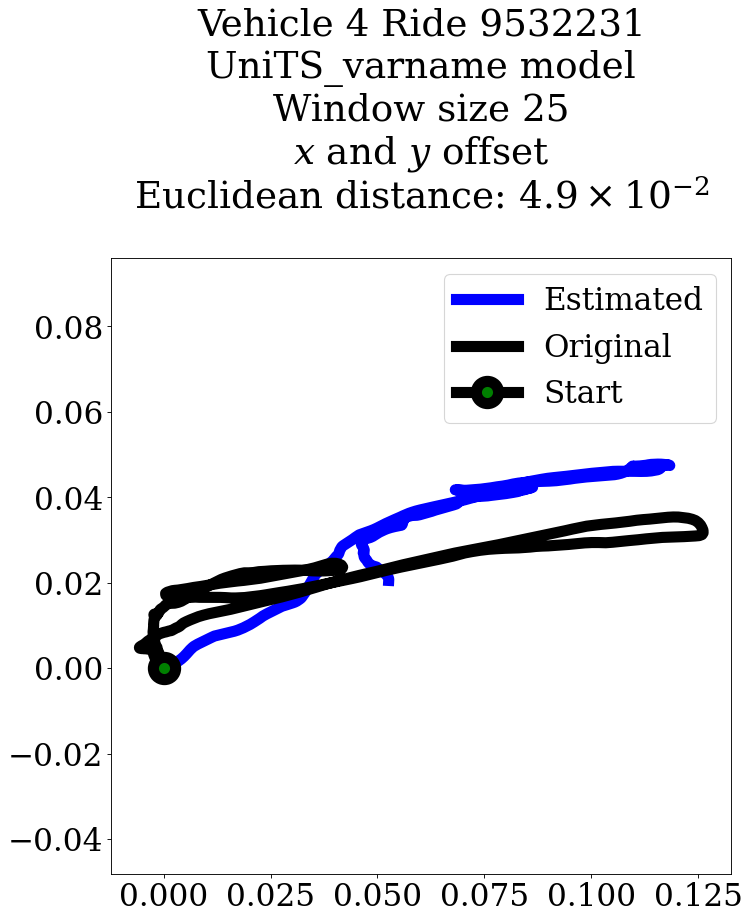 Vehicle 4 Ride 9532231
UniTS_varname model
Window size 25
x and y offset
Euclidean distance: 4.9 × 10⁻²
Estimated
Original
Start
0.08
0.06
0.04
0.02
0.00
−0.02
−0.04
0.000 0.025 0.050 0.075 0.100 0.125